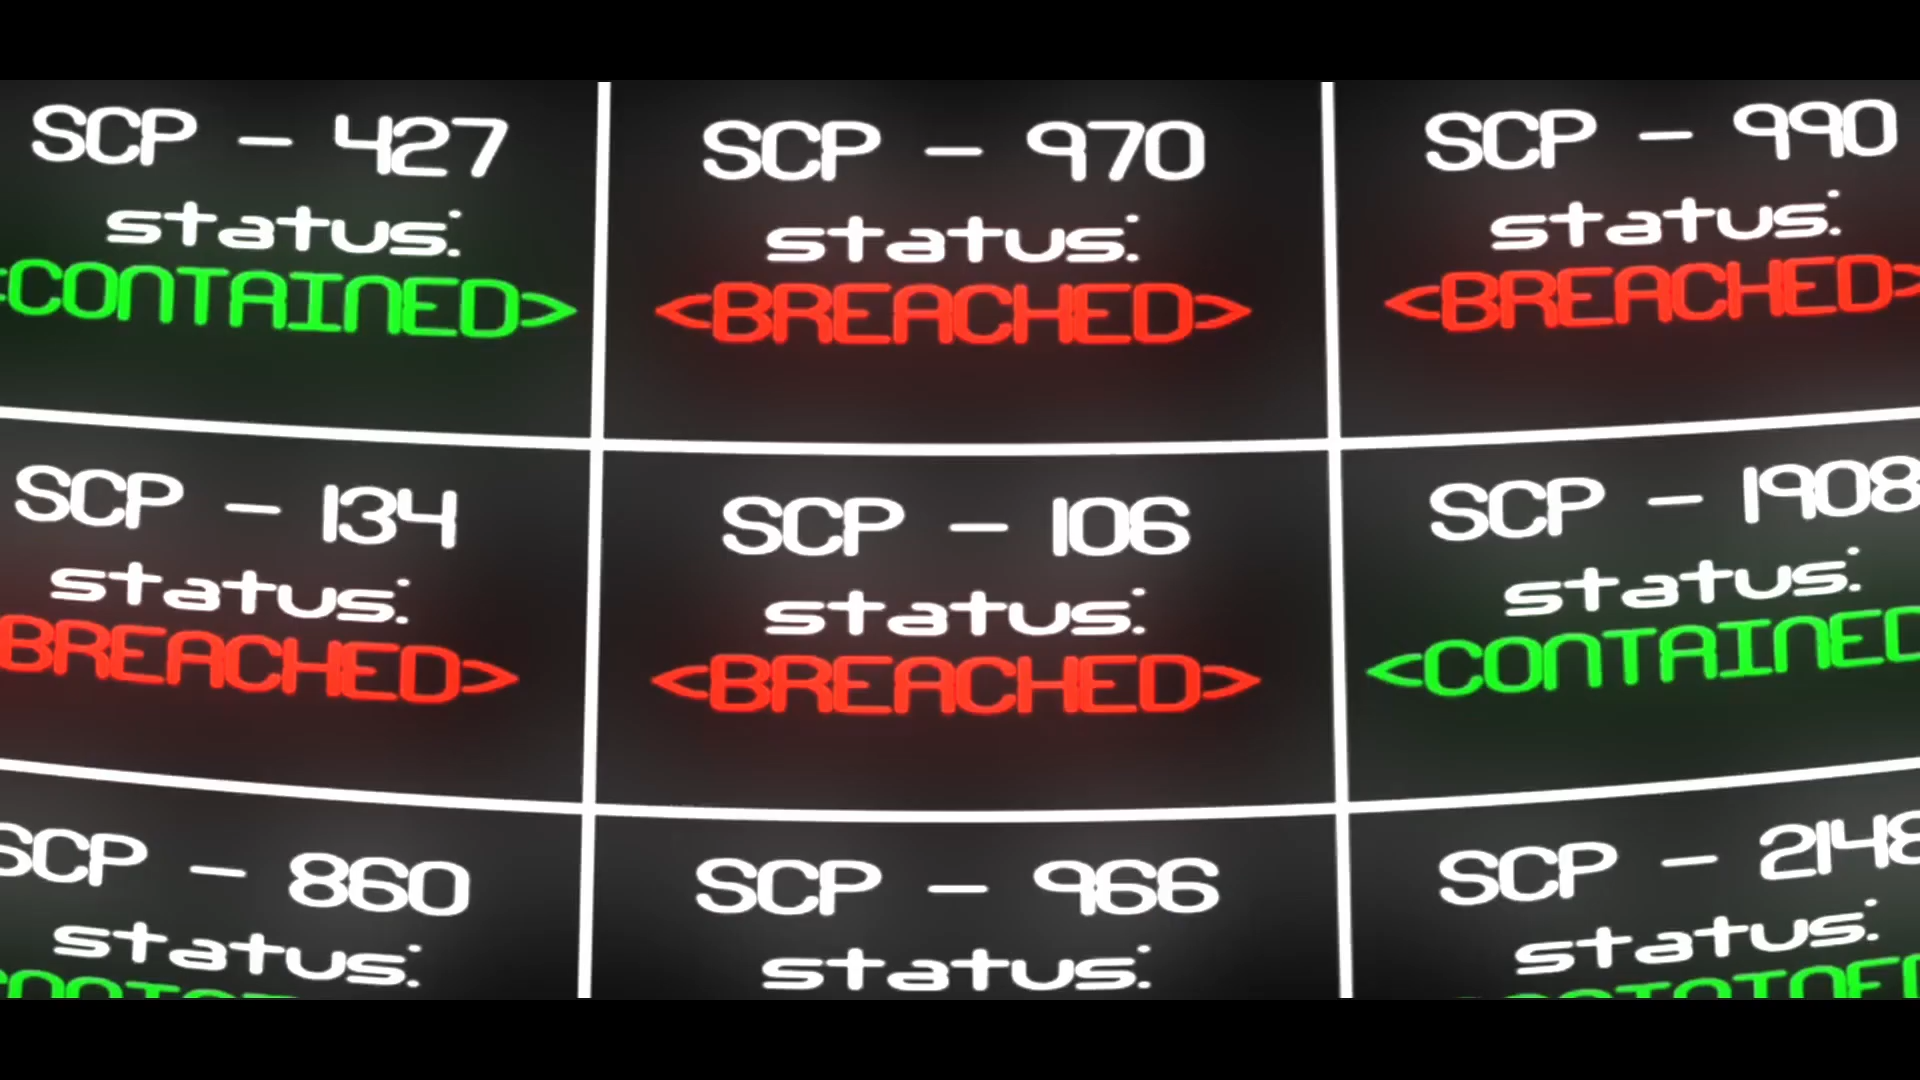 SCP - 427
status:
<CONTAINED>
SCP - 970
status:
<BREACHED>
SCP - 990
status:
<BREACHED>
SCP - 134
status:
BREACHED>
SCP - 106
status:
<BREACHED>
SCP - 1908
status:
<CONTAINED
SCP - 860
status:
SCP - 966
status:
SCP - 2148
status: